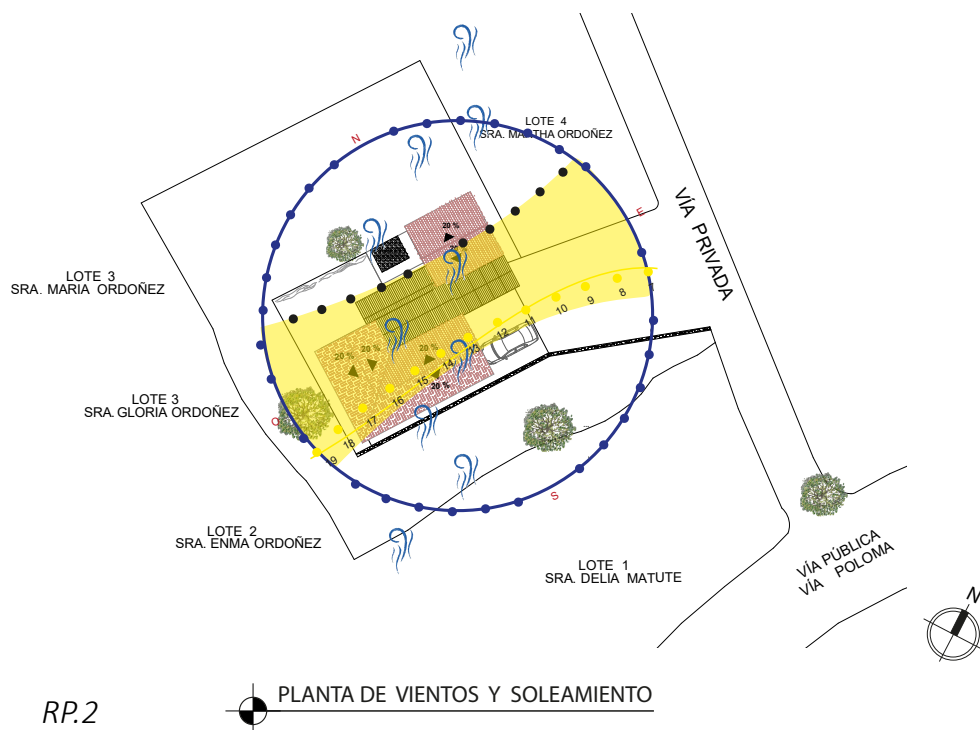 N
LOTE 4
SRA. MARTHA ORDOÑEZ
E
VÍA PRIVADA
20 %
LOTE 3
SRA. MARIA ORDOÑEZ
7
8
9
10
11
12
13
14
15
16
17
18
19
20 % 20 %
20 %
20 %
LOTE 3
SRA. GLORIA ORDOÑEZ
O
S
LOTE 2
SRA. ENMA ORDOÑEZ
LOTE 1
SRA. DELIA MATUTE
VÍA PÚBLICA
VÍA POLOMA
N
PLANTA DE VIENTOS Y SOLEAMIENTO
RP.2